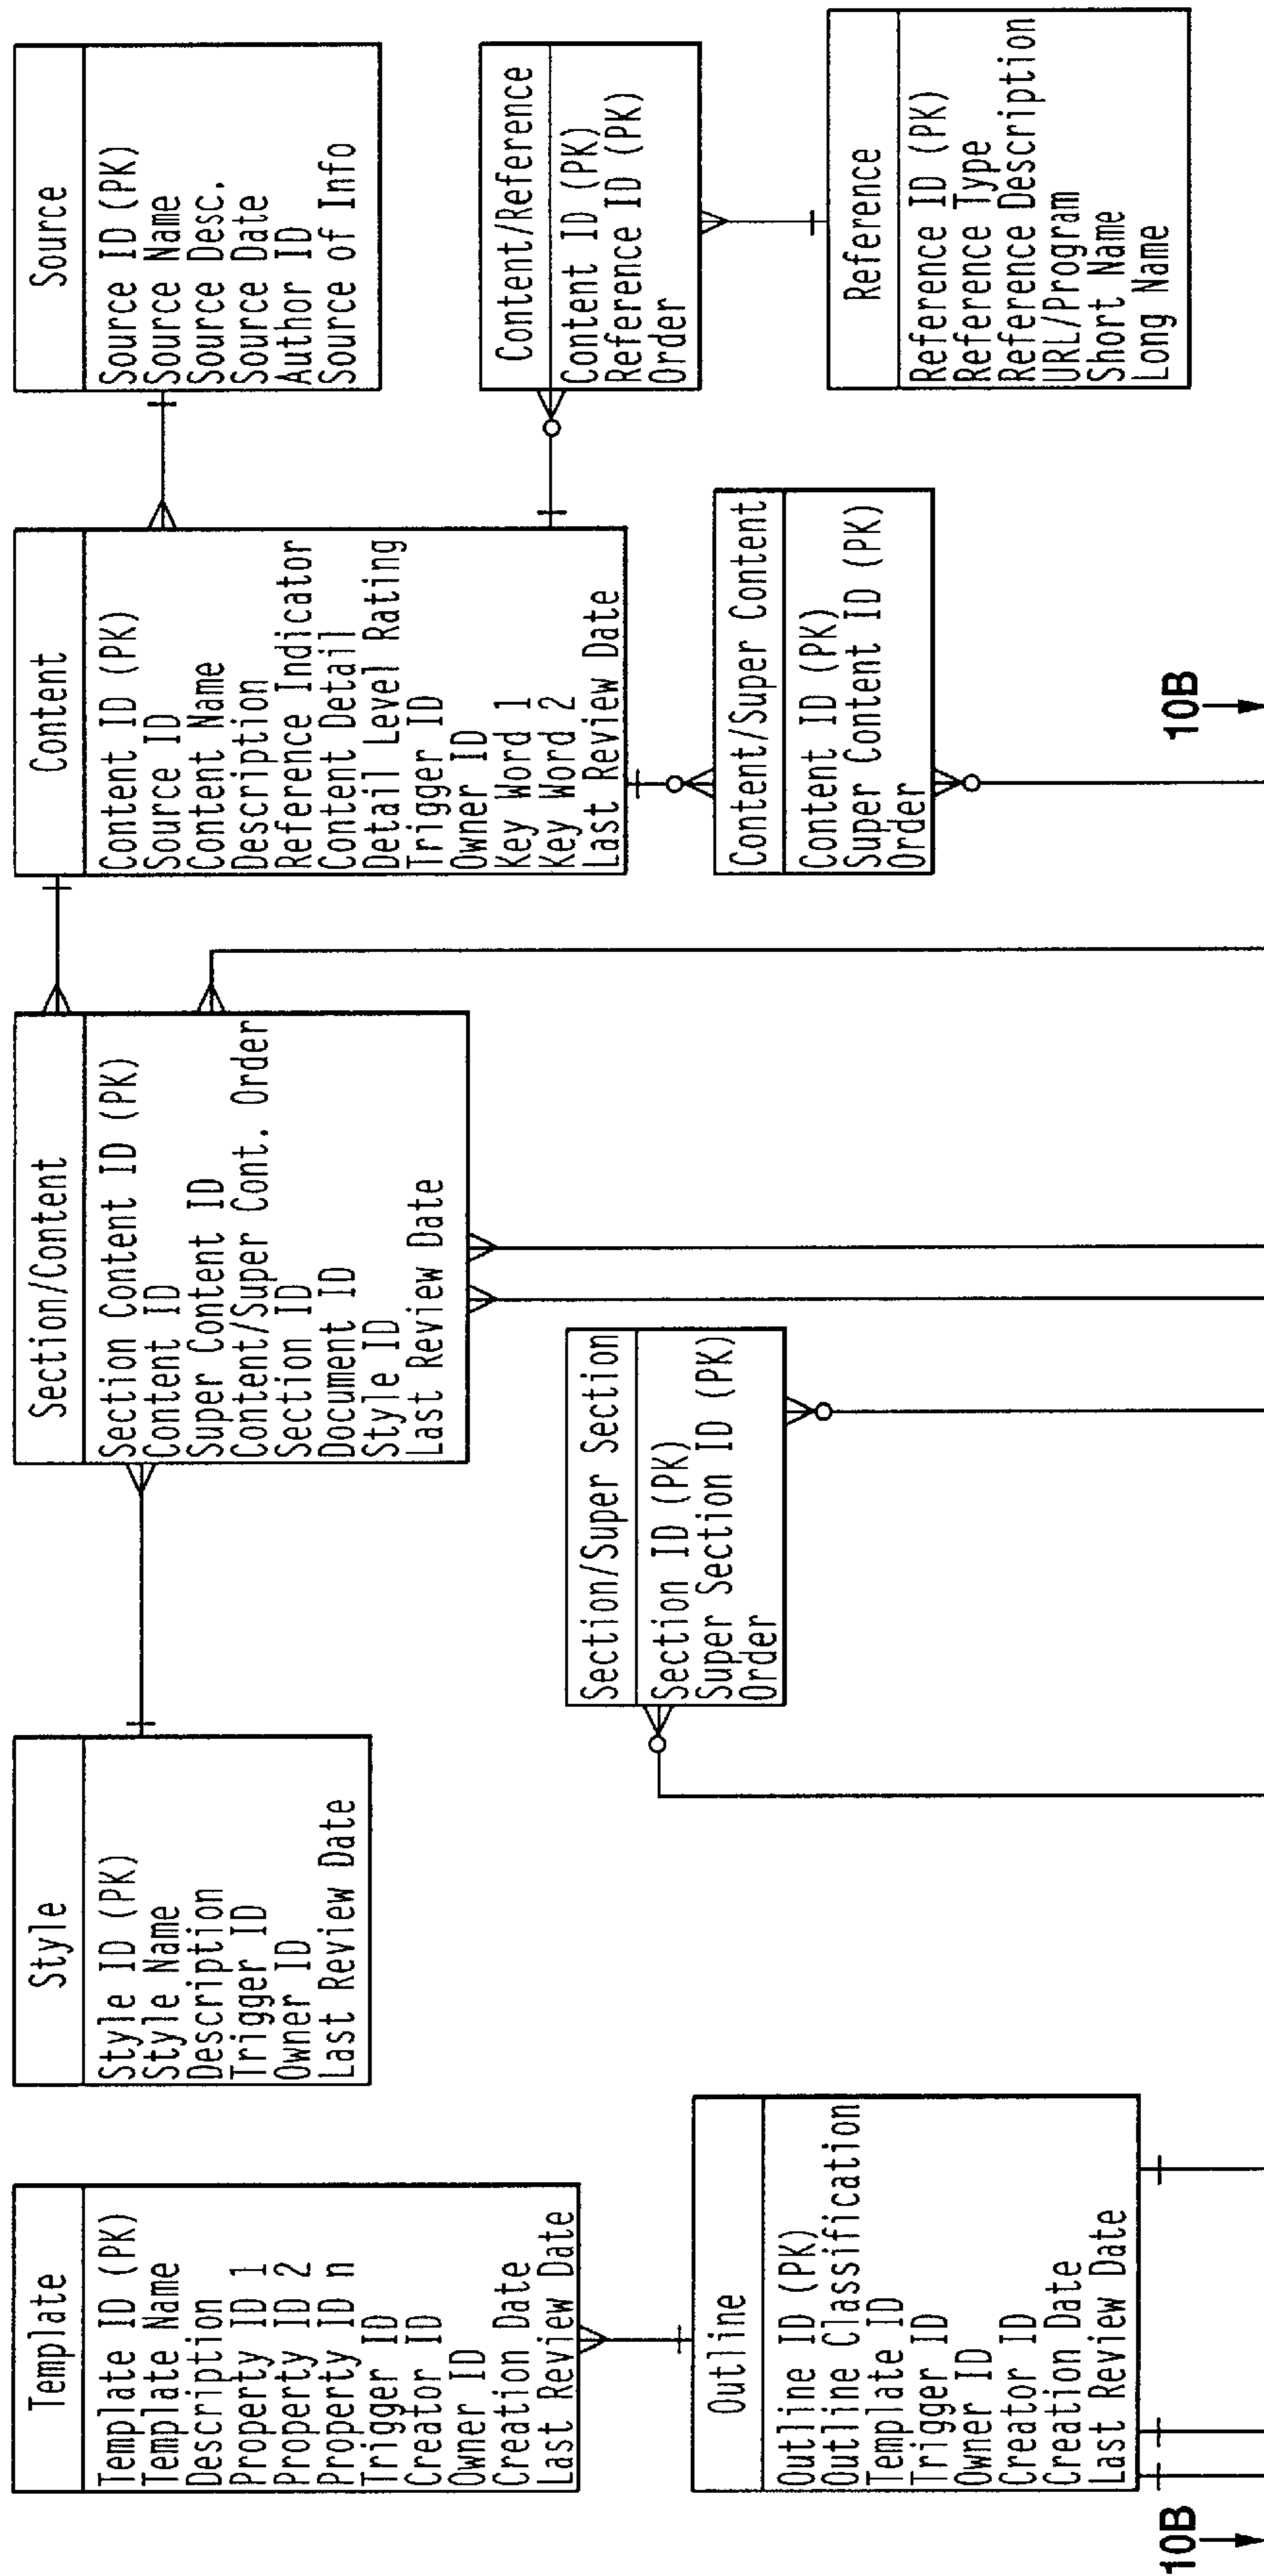 Template
Template ID (PK)
Template Name
Description
Property ID 1
Property ID 2
Property ID n
Trigger ID
Creator ID
Owner ID
Creation Date
Last Review Date
Style
Style ID (PK)
Style Name
Description
Trigger ID
Owner ID
Last Review Date
Section/Content
Section Content ID (PK)
Content ID
Super Content ID
Content/Super Cont. Order
Section ID
Document ID
Style ID
Last Review Date
Content
Content ID (PK)
Source ID
Content Name
Description
Reference Indicator
Content Detail
Detail Level Rating
Trigger ID
Owner ID
Key Word 1
Key Word 2
Last Review Date
Source
Source ID (PK)
Source Name
Source Desc.
Source Date
Author ID
Source of Info
Outline
Outline ID (PK)
Outline Classification
Template ID
Trigger ID
Owner ID
Creator ID
Creation Date
Last Review Date
Section/Super Section
Section ID (PK)
Super Section ID (PK)
Order
Content/Super Content
Content ID (PK)
Super Content ID (PK)
Order
Content/Reference
Content ID (PK)
Reference ID (PK)
Order
Reference
Reference ID (PK)
Reference Type
Reference Description
URL/Program
Short Name
Long Name
10B
10B